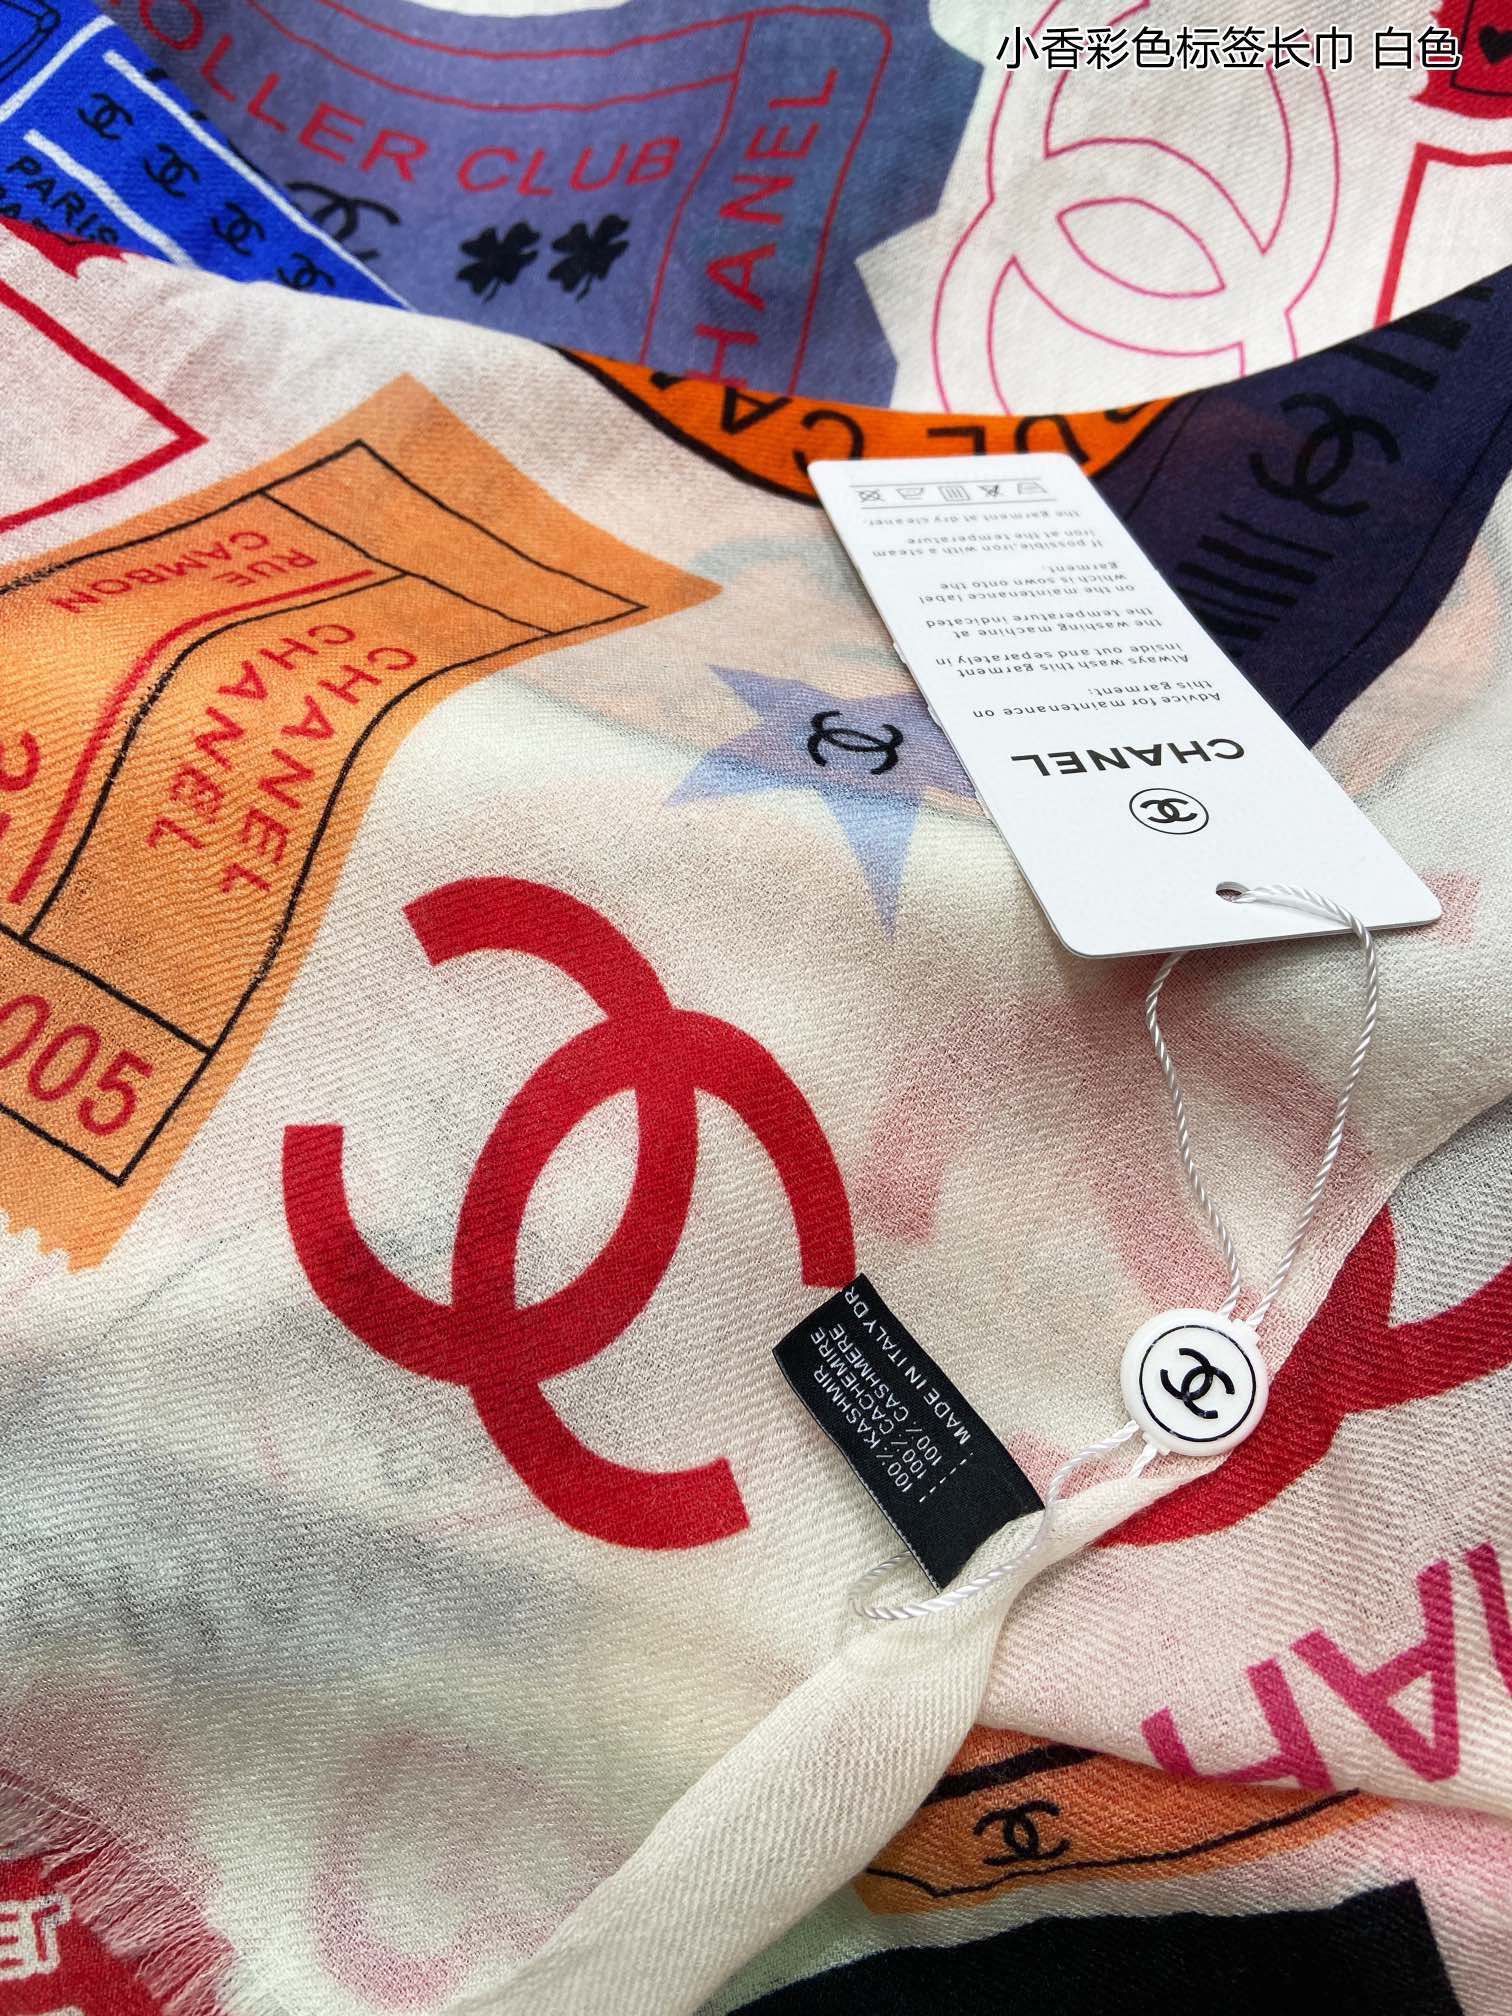 小香彩色标签长巾 白色
ROLLER CLUB
CHANEL
PARIS
RUE
CAMBON
CHANEL
CHANEL
005
CHANEL
Advice for maintenance on
this garment:
Always wash this garment
inside out and separately in
the washing machine at
the temperature indicated
on the maintenance label
which is sown onto the
garment.
If possible,iron with a steam
iron at the temperature
the garment at dry cleaner.
100% KASHMIR
100% CACHEMIRE
100% CASHMERE
MADE IN ITALY DR